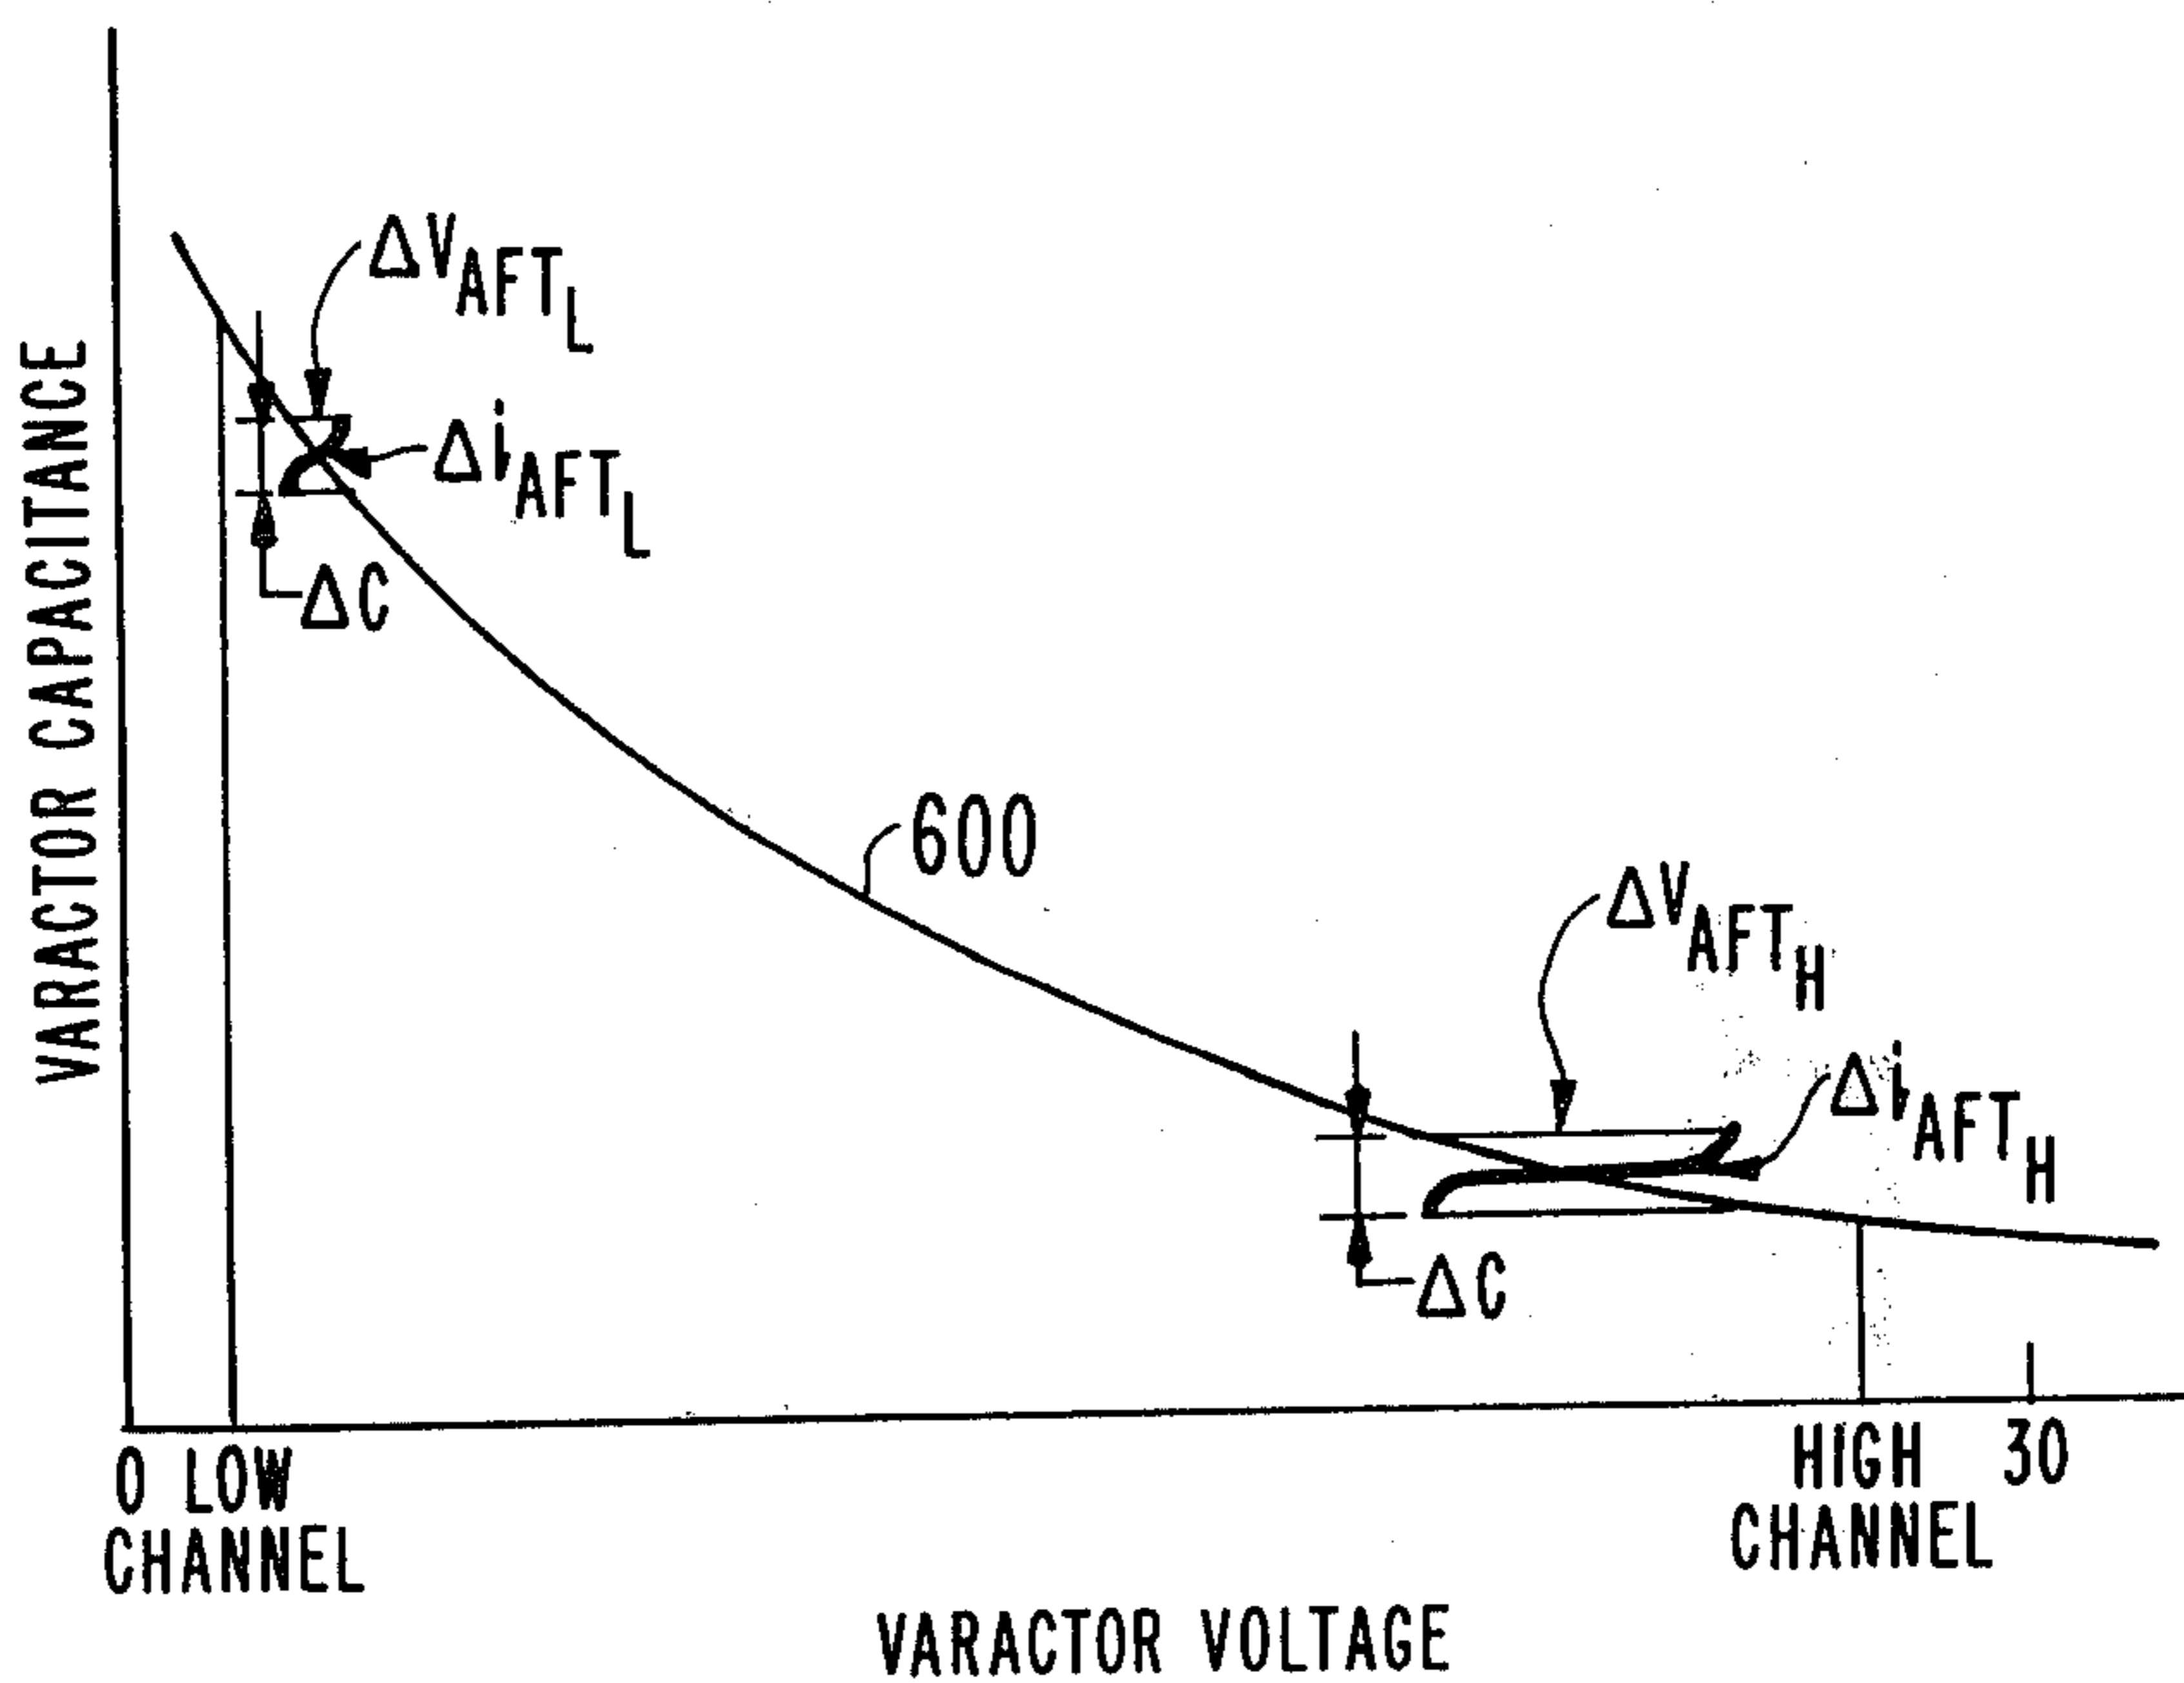 VARACTOR CAPACITANCE
ΔVAFTL
ΔiAFTL
ΔC
600
ΔVAFTH
ΔiAFTH
ΔC
0 LOW CHANNEL
HIGH CHANNEL
30
VARACTOR VOLTAGE